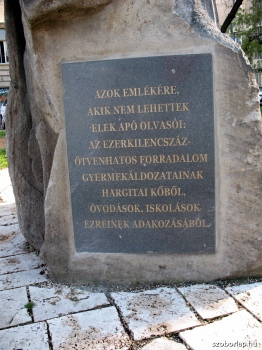 AZOK EMLÉKÉRE,
AKIK NEM LEHETTEK
ELEK APÓ OLVASÓI:
AZ EZERKILENCSZÁZ-
ÖTVENHATOS FORRADALOM
GYERMEKÁLDOZATAINAK
HARGITAI KŐBŐL,
ÓVODÁSOK, ISKOLÁSOK
EZREINEK ADAKOZÁSÁBÓL.
szoborlap.hu